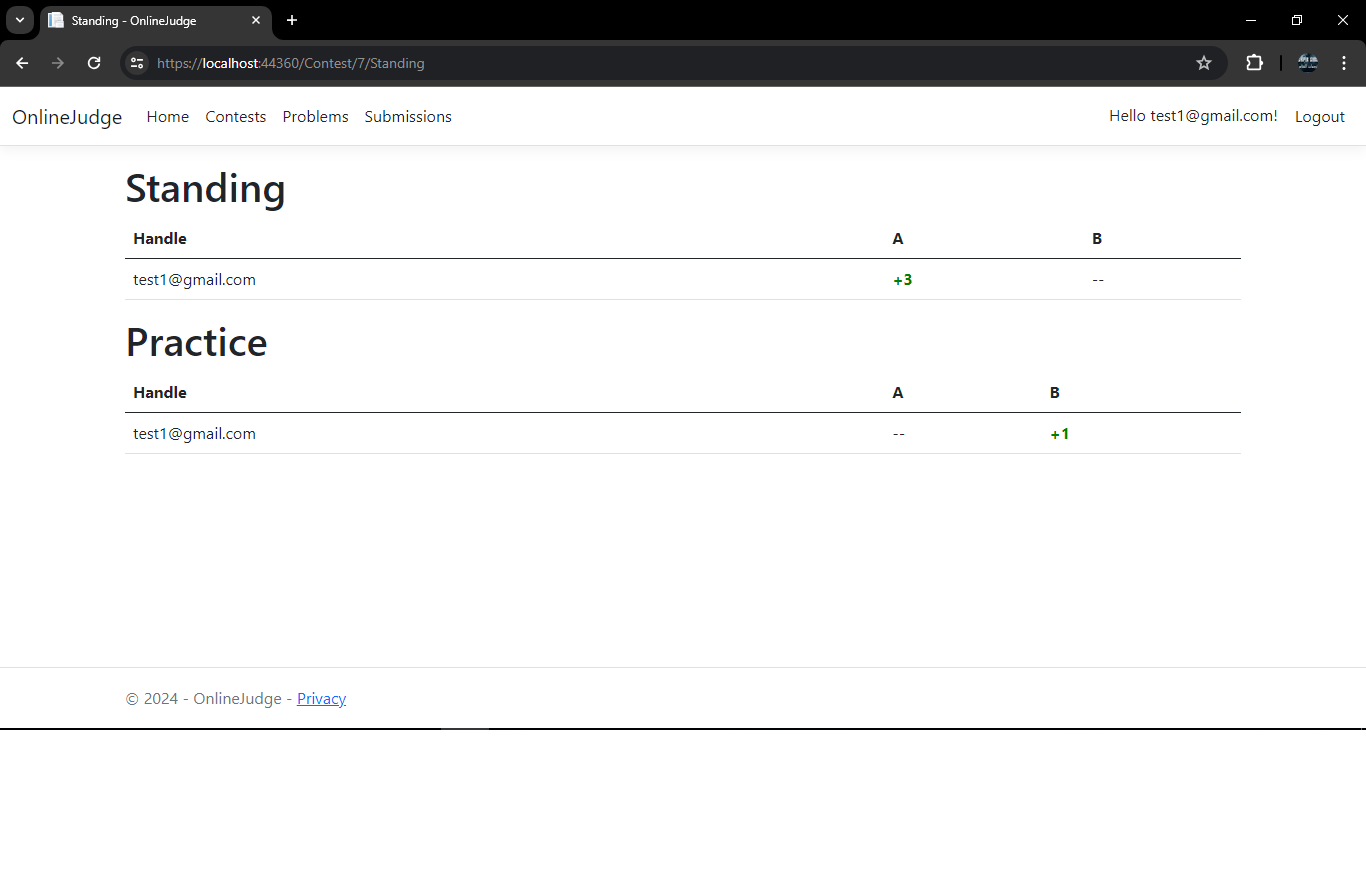 Standing - OnlineJudge
https://localhost:44360/Contest/7/Standing
OnlineJudge Home Contests Problems Submissions Hello test1@gmail.com! Logout
Standing
Handle A B
test1@gmail.com +3 --
Practice
Handle A B
test1@gmail.com -- +1
© 2024 - OnlineJudge - Privacy